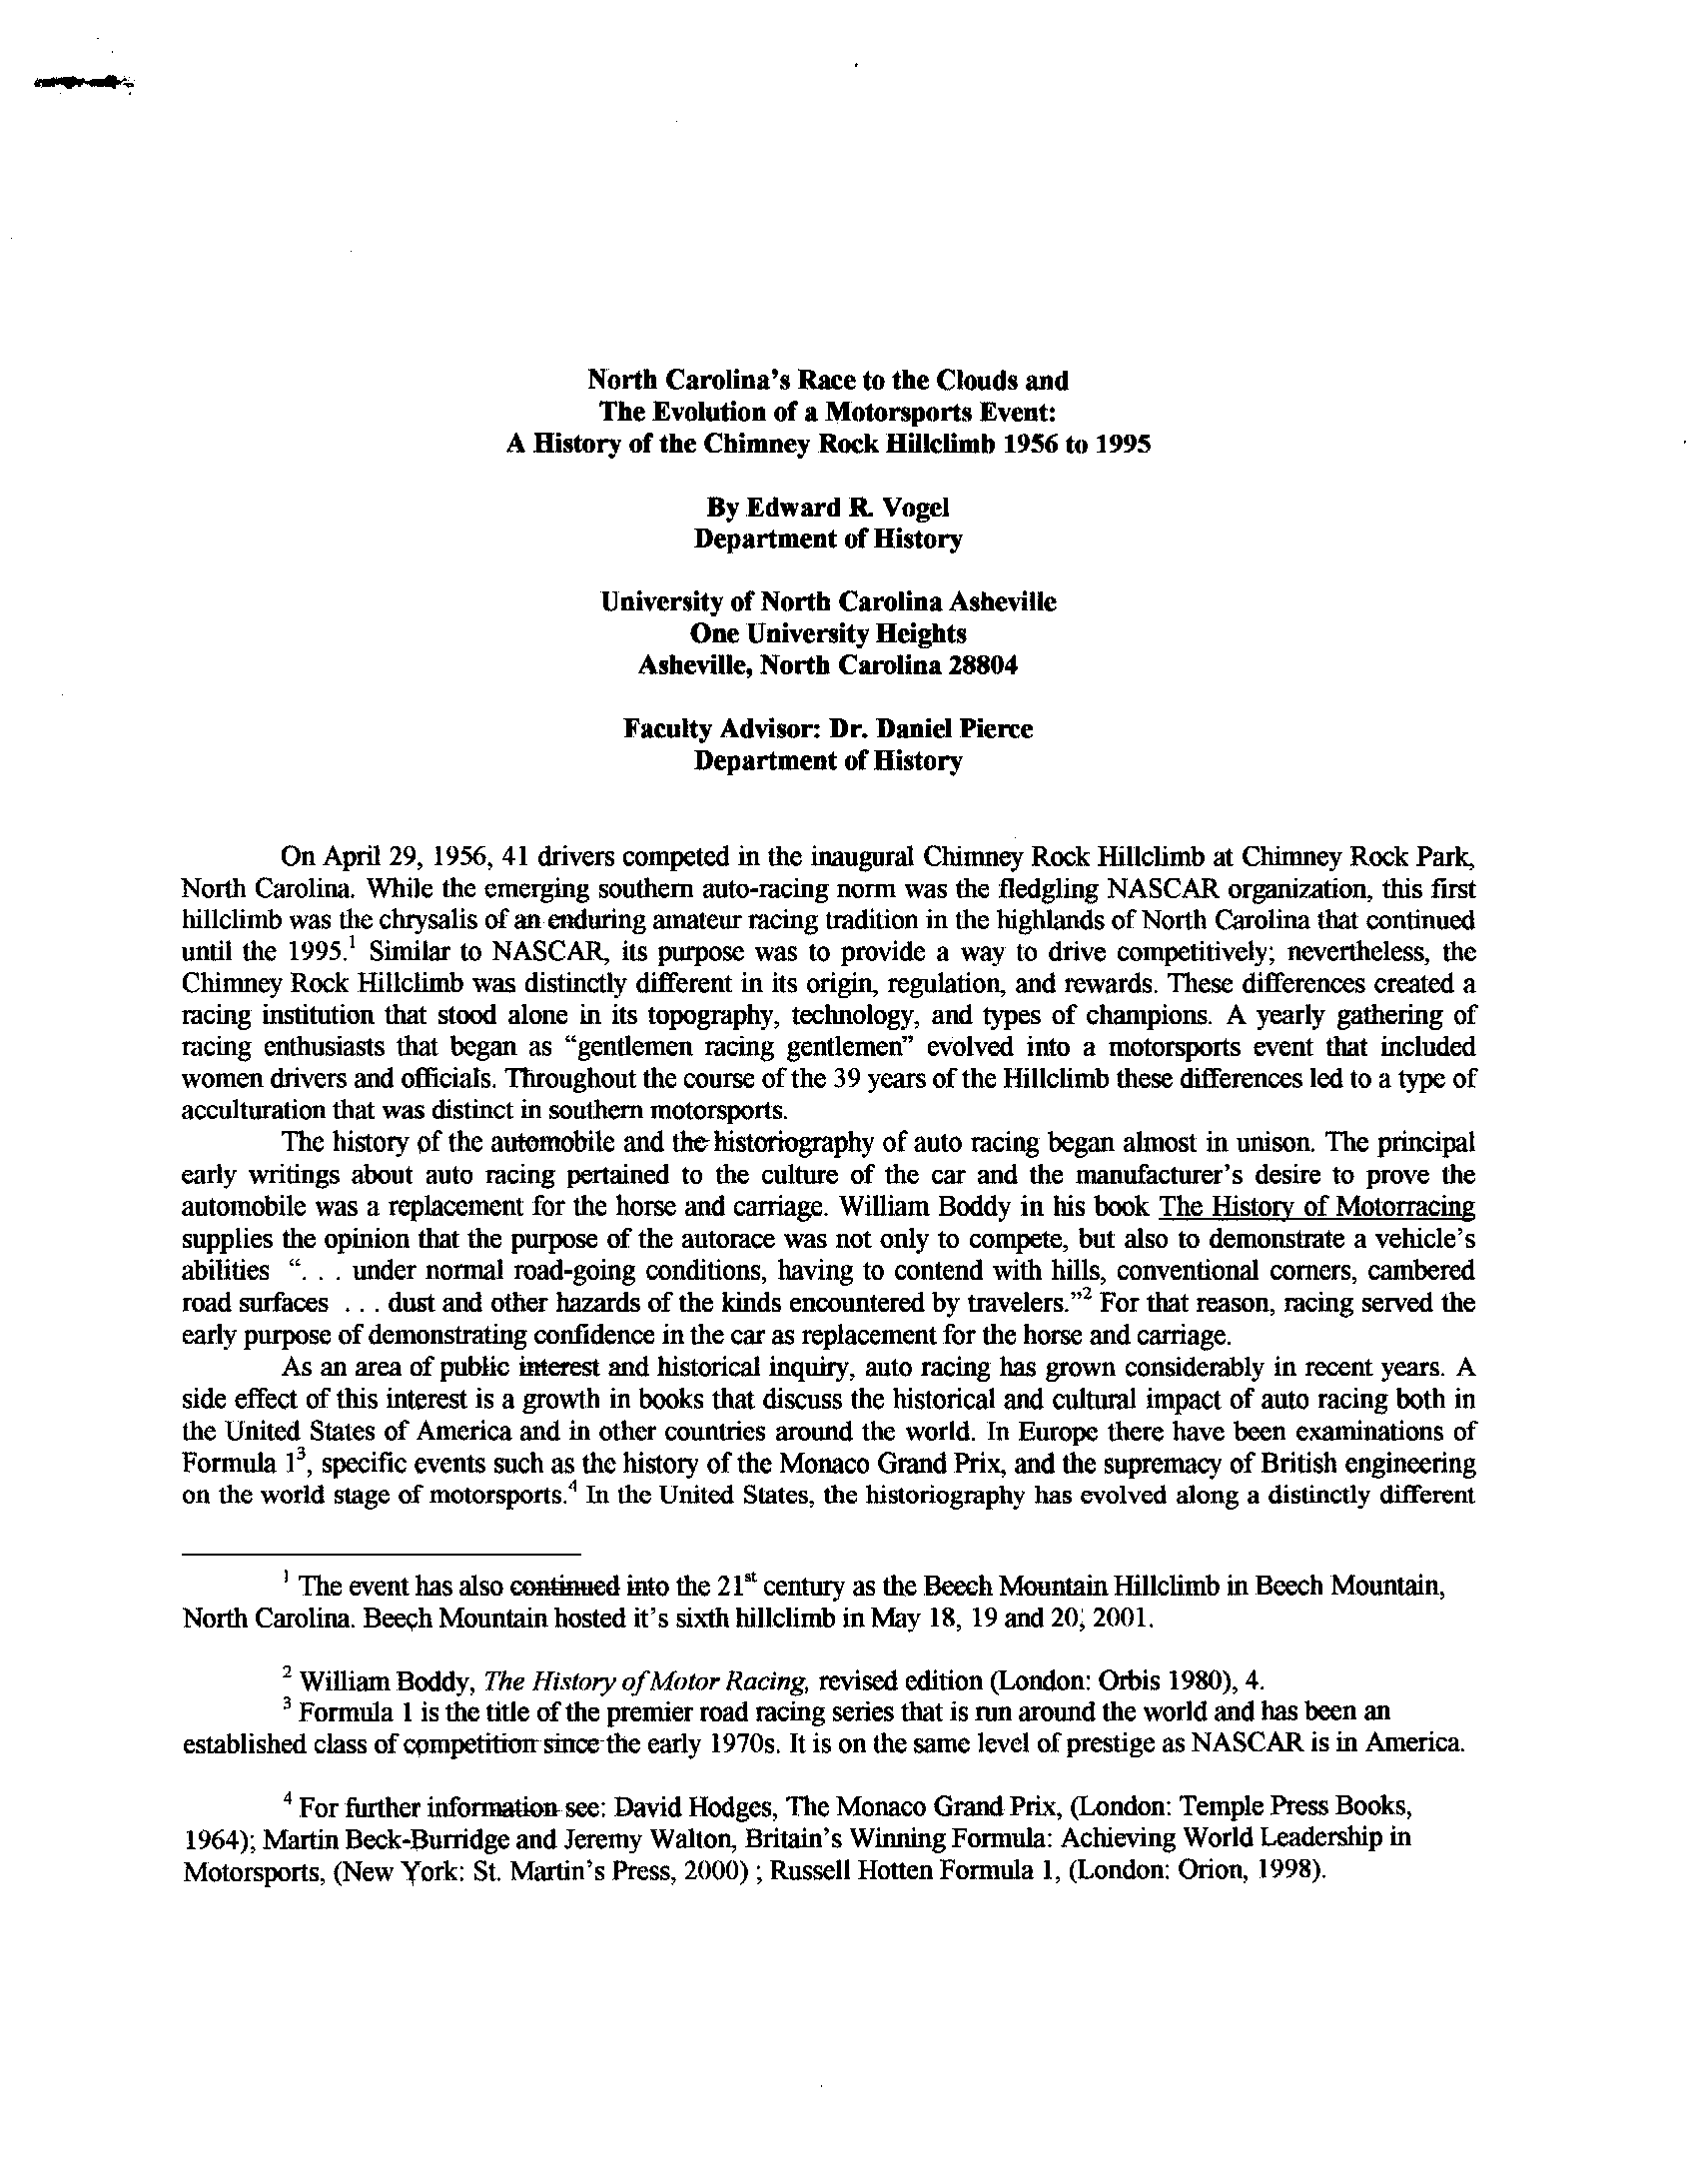 North Carolina's Race to the Clouds and
The Evolution of a Motorsports Event:
A History of the Chimney Rock Hillclimb 1956 to 1995
By Edward R. Vogel
Department of History
University of North Carolina Asheville
One University Heights
Asheville, North Carolina 28804
Faculty Advisor: Dr. Daniel Pierce
Department of History
On April 29, 1956, 41 drivers competed in the inaugural Chimney Rock Hillclimb at Chimney Rock Park,
North Carolina. While the emerging southern auto-racing norm was the fledgling NASCAR organization, this first
hillclimb was the chrysalis of an enduring amateur racing tradition in the highlands of North Carolina that continued
until the 1995.¹ Similar to NASCAR, its purpose was to provide a way to drive competitively; nevertheless, the
Chimney Rock Hillclimb was distinctly different in its origin, regulation, and rewards. These differences created a
racing institution that stood alone in its topography, technology, and types of champions. A yearly gathering of
racing enthusiasts that began as “gentlemen racing gentlemen” evolved into a motorsports event that included
women drivers and officials. Throughout the course of the 39 years of the Hillclimb these differences led to a type of
acculturation that was distinct in southern motorsports.
The history of the automobile and the historiography of auto racing began almost in unison. The principal
early writings about auto racing pertained to the culture of the car and the manufacturer's desire to prove the
automobile was a replacement for the horse and carriage. William Boddy in his book The History of Motorracing
supplies the opinion that the purpose of the autorace was not only to compete, but also to demonstrate a vehicle's
abilities “. . . under normal road-going conditions, having to contend with hills, conventional corners, cambered
road surfaces . . . dust and other hazards of the kinds encountered by travelers.”² For that reason, racing served the
early purpose of demonstrating confidence in the car as replacement for the horse and carriage.
As an area of public interest and historical inquiry, auto racing has grown considerably in recent years. A
side effect of this interest is a growth in books that discuss the historical and cultural impact of auto racing both in
the United States of America and in other countries around the world. In Europe there have been examinations of
Formula 1³, specific events such as the history of the Monaco Grand Prix, and the supremacy of British engineering
on the world stage of motorsports.⁴ In the United States, the historiography has evolved along a distinctly different
¹ The event has also continued into the 21st century as the Beech Mountain Hillclimb in Beech Mountain,
North Carolina. Beech Mountain hosted it's sixth hillclimb in May 18, 19 and 20, 2001.
² William Boddy, The History of Motor Racing, revised edition (London: Orbis 1980), 4.
³ Formula 1 is the title of the premier road racing series that is run around the world and has been an
established class of competition since the early 1970s. It is on the same level of prestige as NASCAR is in America.
⁴ For further information see: David Hodges, The Monaco Grand Prix, (London: Temple Press Books,
1964); Martin Beck-Burridge and Jeremy Walton, Britain's Winning Formula: Achieving World Leadership in
Motorsports, (New York: St. Martin's Press, 2000) ; Russell Hotten Formula 1, (London: Orion, 1998).